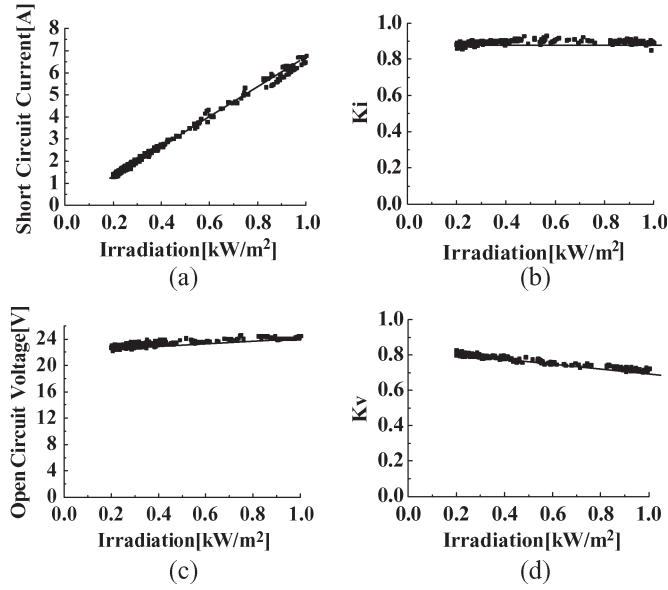 Short Circuit Current[A]
8
7
6
5
4
3
2
1
0
0.0 0.2 0.4 0.6 0.8 1.0
Irradiation[kW/m²]
(a)
Ki
1.0
0.8
0.6
0.4
0.2
0.0
0.0 0.2 0.4 0.6 0.8 1.0
Irradiation[kW/m²]
(b)
Open Circuit Voltage[V]
24
20
16
12
8
4
0
0.0 0.2 0.4 0.6 0.8 1.0
Irradiation[kW/m²]
(c)
Kv
1.0
0.8
0.6
0.4
0.2
0.0
0.0 0.2 0.4 0.6 0.8 1.0
Irradiation[kW/m²]
(d)